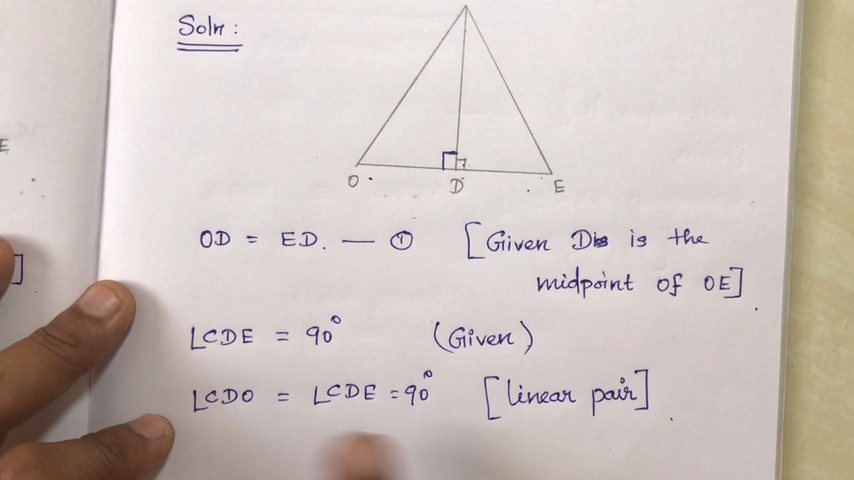 Soln :
E
O D E
OD = ED. — ① [Given D is the
midpoint of OE]
]
∠CDE = 90° (Given)
∠CDO = ∠CDE = 90° [linear pair]